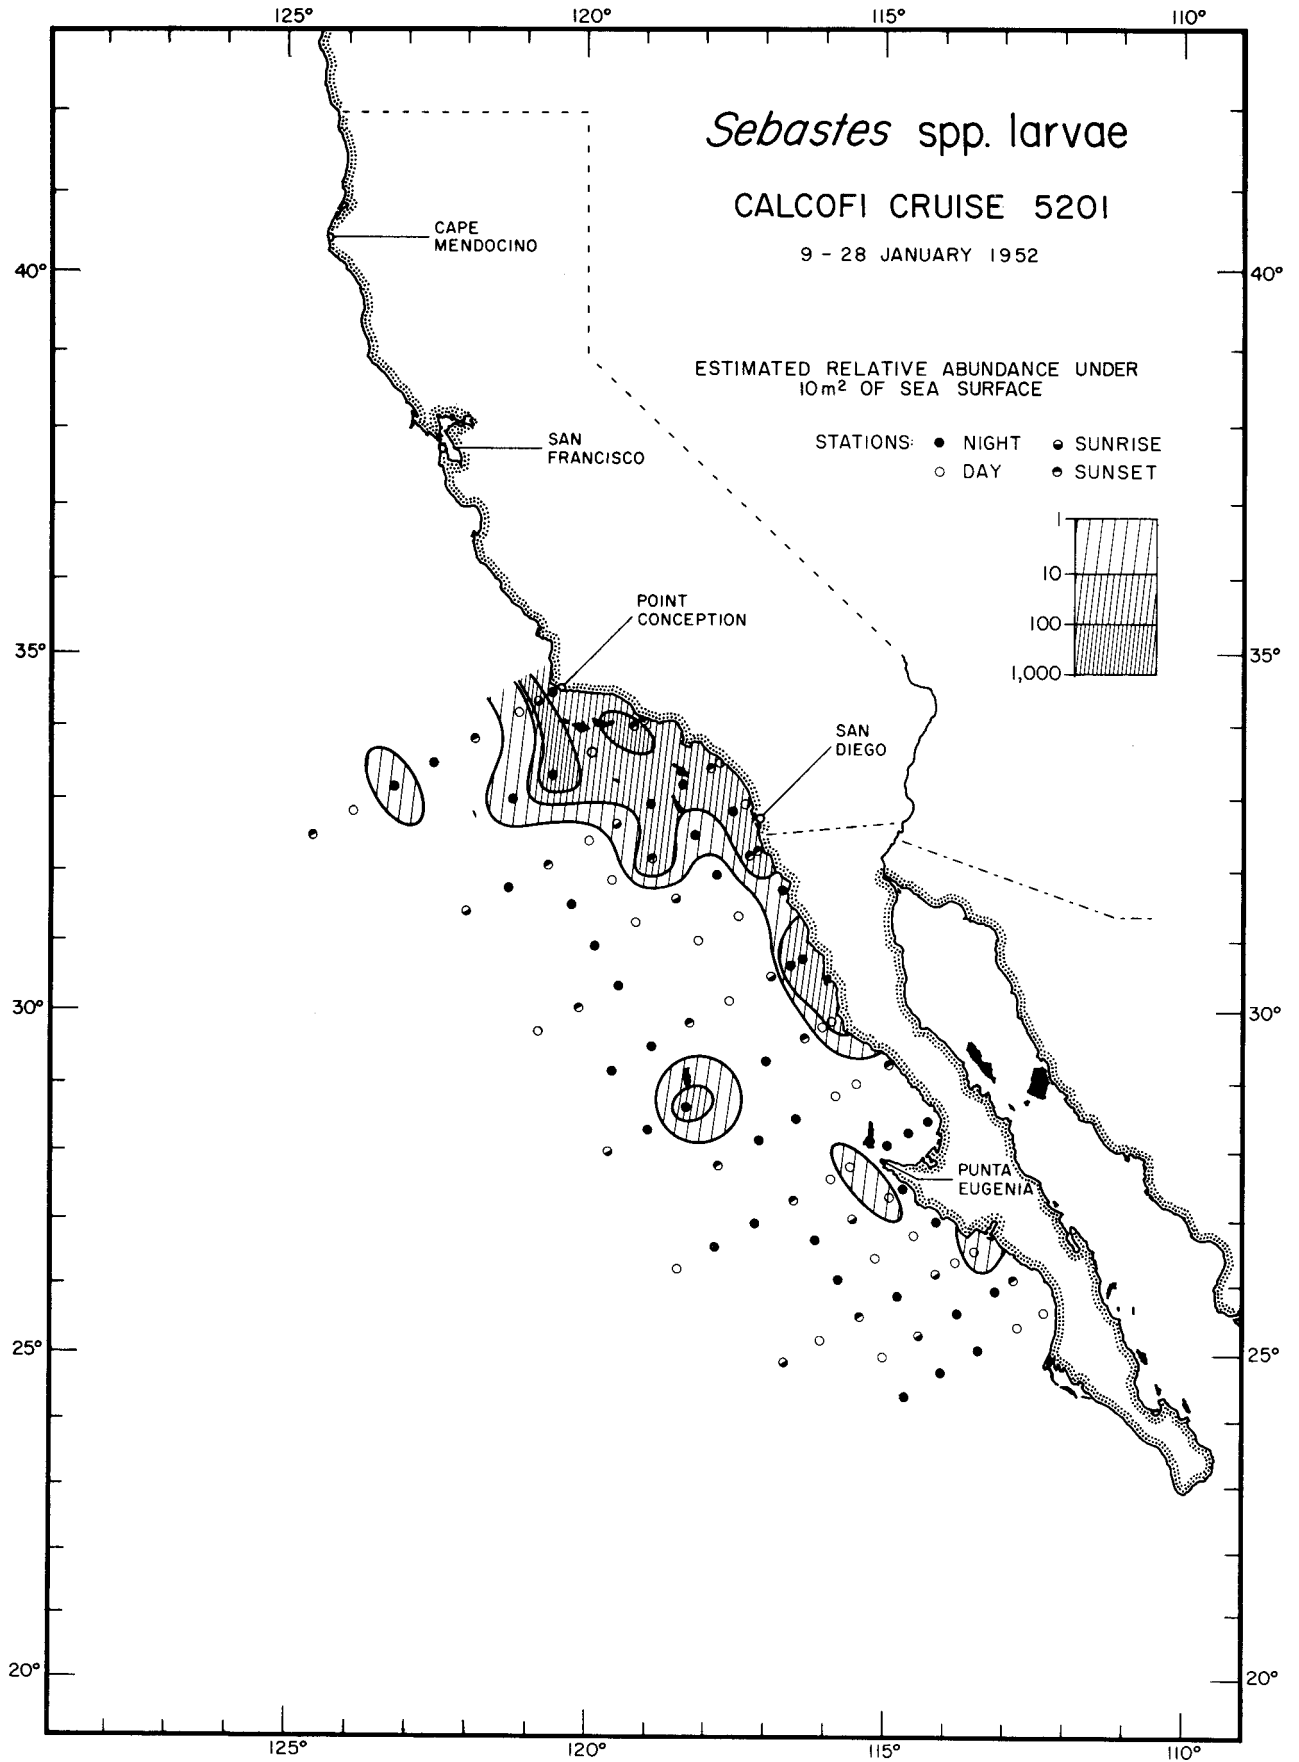 125°
120°
115°
110°
Sebastes spp. larvae
CALCOFI CRUISE 5201
9 - 28 JANUARY 1952
CAPE
MENDOCINO
40°
40°
ESTIMATED RELATIVE ABUNDANCE UNDER
10m² OF SEA SURFACE
STATIONS: ● NIGHT SUNRISE
○ DAY SUNSET
SAN
FRANCISCO
1
10
100
1,000
POINT
CONCEPTION
35°
35°
SAN
DIEGO
30°
30°
PUNTA
EUGENIA
25°
25°
20°
20°
125°
120°
115°
110°